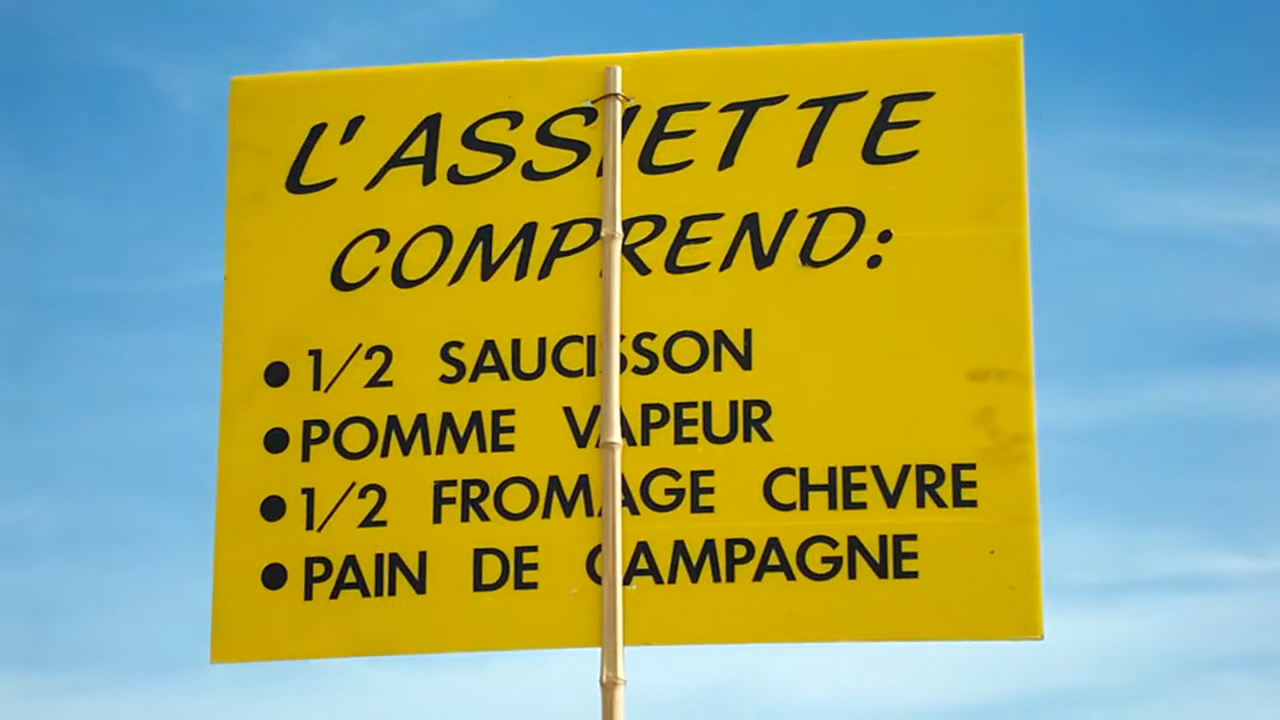 L'ASSIETTE
COMPREND:
● 1/2 SAUCISSON
● POMME VAPEUR
● 1/2 FROMAGE CHEVRE
● PAIN DE CAMPAGNE